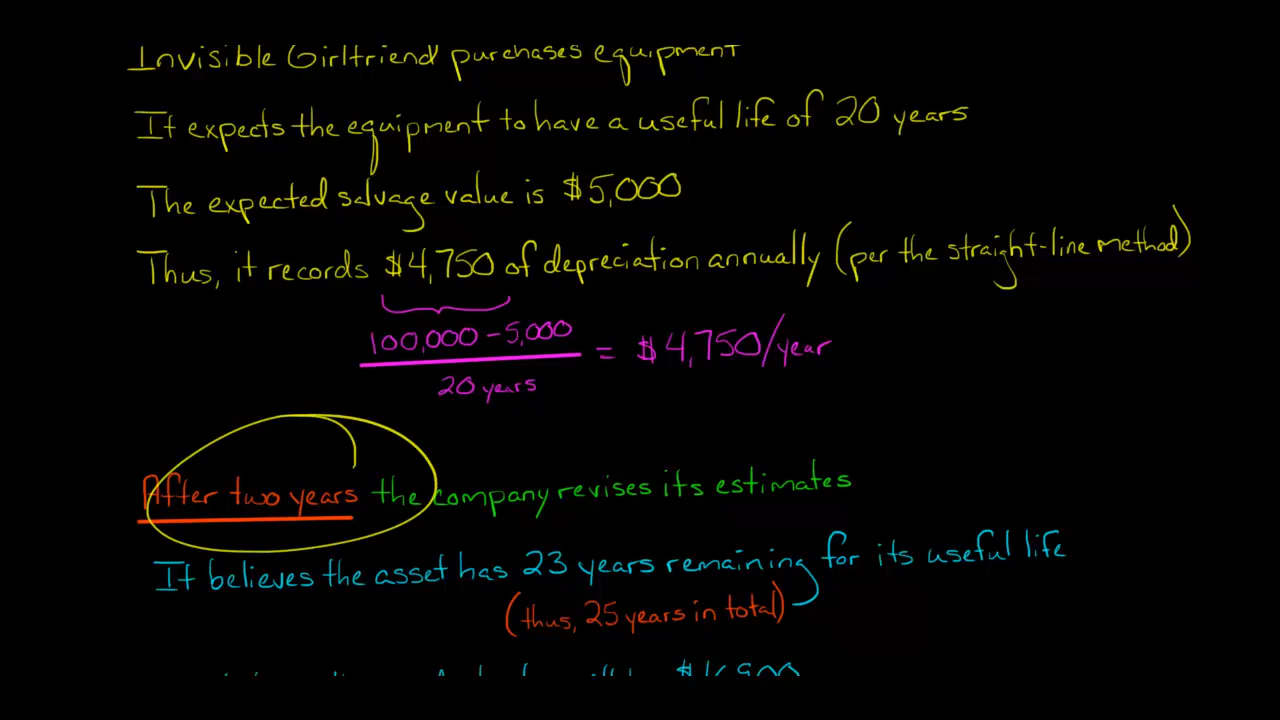 Invisible Girlfriend purchases equipment
It expects the equipment to have a useful life of 20 years
The expected salvage value is $5,000
Thus, it records $4,750 of depreciation annually (per the straight-line method)
100,000 - 5,000
= $4,750/year
20 years
After two years the company revises its estimates
It believes the asset has 23 years remaining for its useful life
(thus, 25 years in total)